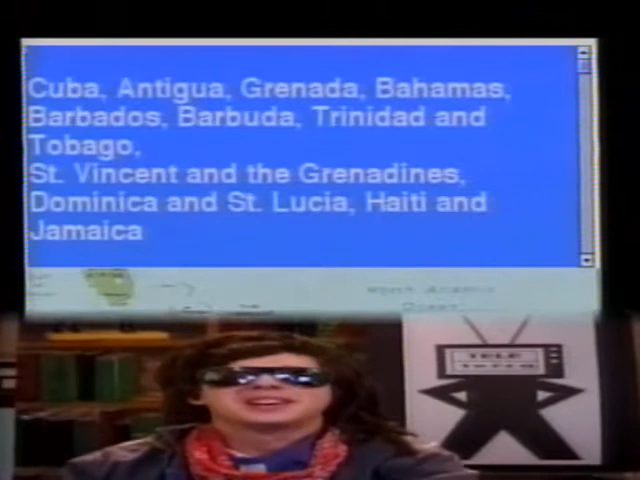 Cuba, Antigua, Grenada, Bahamas,
Barbados, Barbuda, Trinidad and
Tobago,
St. Vincent and the Grenadines,
Dominica and St. Lucia, Haiti and
Jamaica
TELE